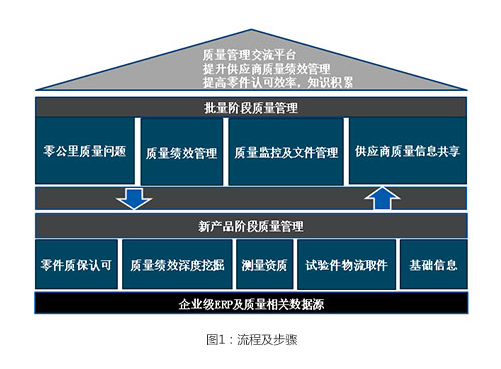 质量管理交流平台
提升供应商质量绩效管理
提高零件认可效率，知识积累
批量阶段质量管理
零公里质量问题
质量绩效管理
质量监控及文件管理
供应商质量信息共享
新产品阶段质量管理
零件质保认可
质量绩效深度挖掘
测量资质
试验件物流取件
基础信息
企业级ERP及质量相关数据源
图1：流程及步骤